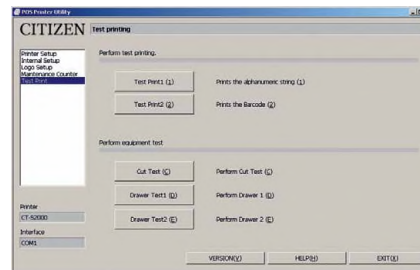 POS Printer Utility
CITIZEN
Test printing
Printer Setup
Internal Setup
Logo Setup
Maintenance Counter
Test Print
Perform test printing.
Test Print1 (1) Prints the alphanumeric string (1)
Test Print2 (2) Prints the Barcode (2)
Perform equipment test
Cut Test (C) Perform Cut Test (C)
Drawer Test1 (D) Perform Drawer 1 (D)
Drawer Test2 (E) Perform Drawer 2 (E)
Printer
CT-S2000
Interface
COM1
VERSION(V) HELP(H) EXIT(X)